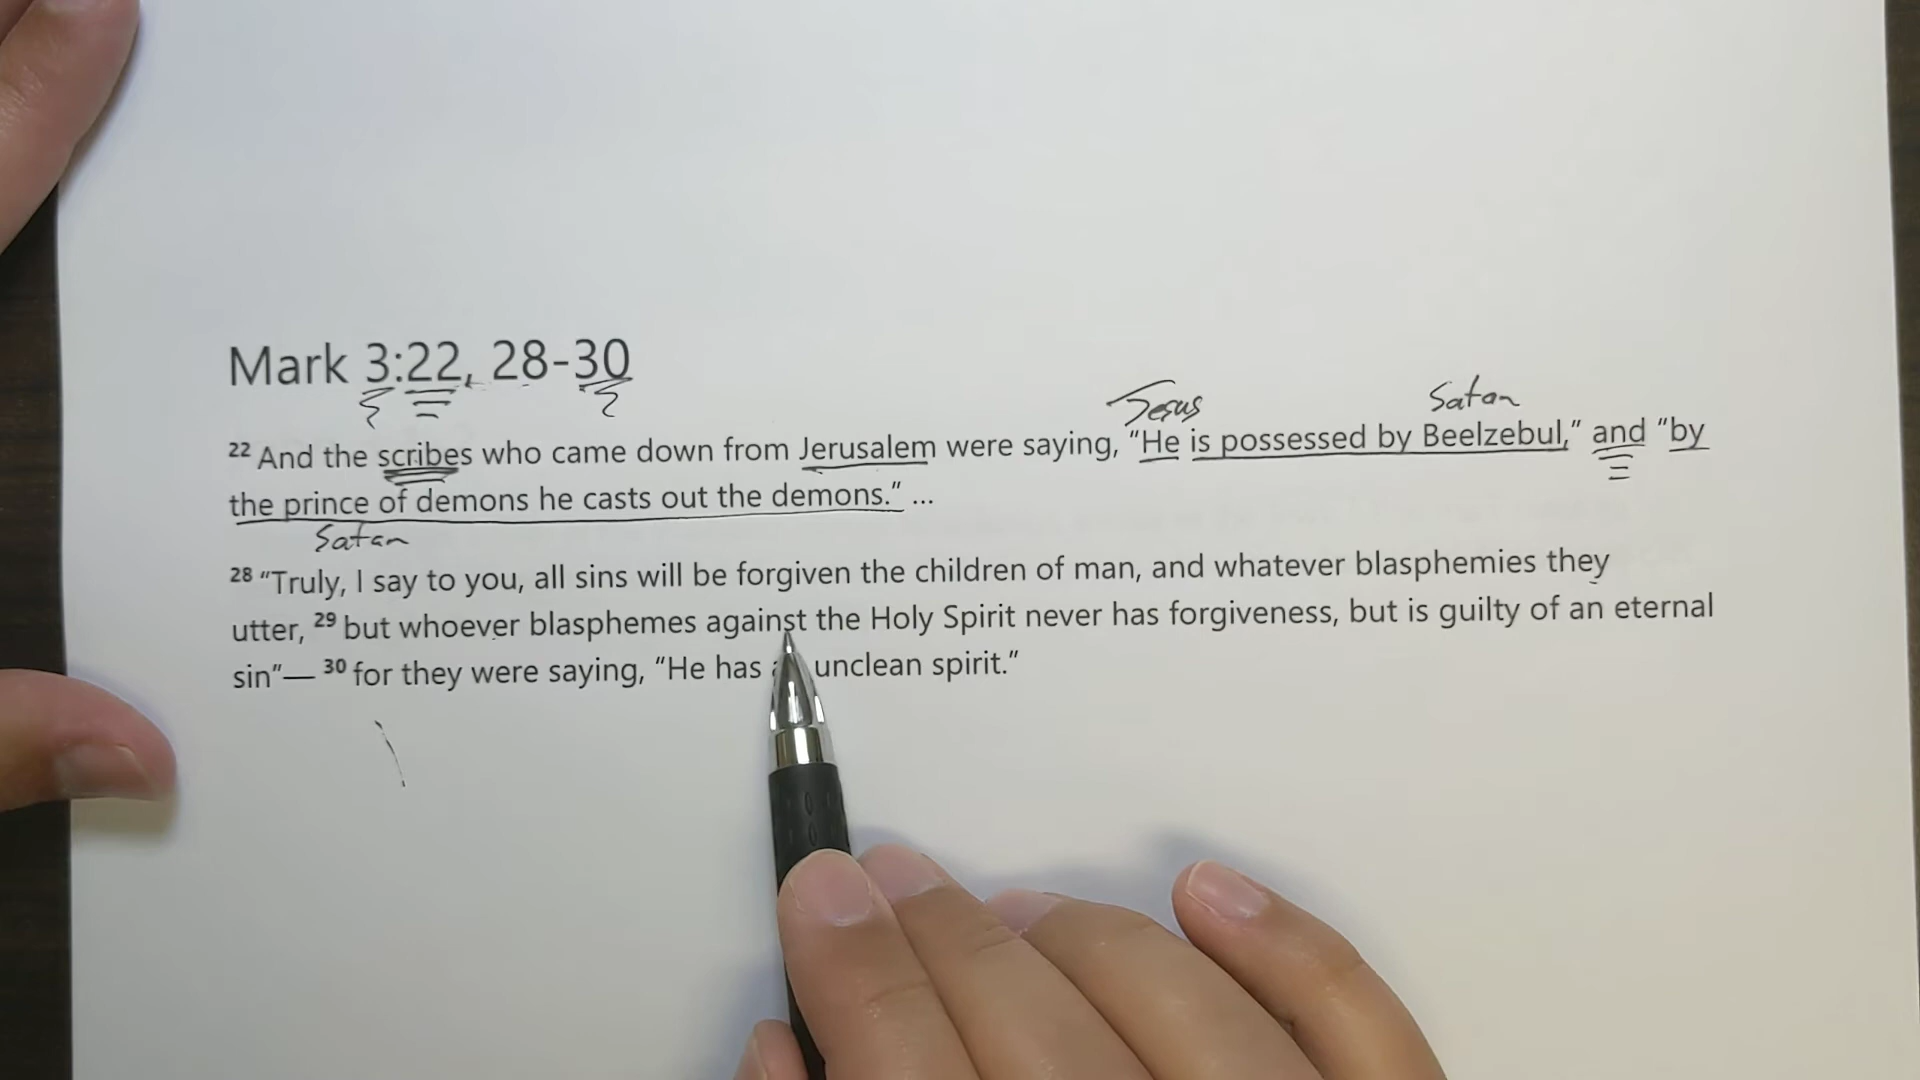 Mark 3:22, 28-30
Jesus Satan
22 And the scribes who came down from Jerusalem were saying, "He is possessed by Beelzebul," and "by
the prince of demons he casts out the demons." ...
Satan
28 "Truly, I say to you, all sins will be forgiven the children of man, and whatever blasphemies they
utter, 29 but whoever blasphemes against the Holy Spirit never has forgiveness, but is guilty of an eternal
sin"— 30 for they were saying, "He has unclean spirit."